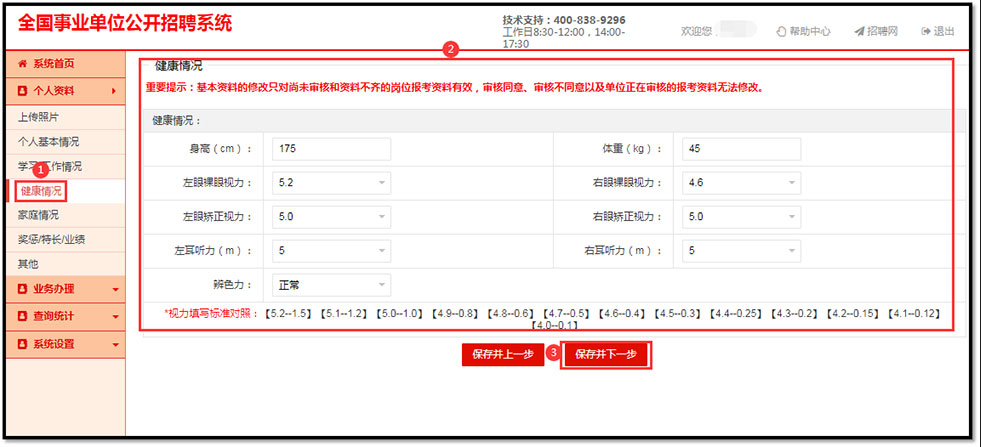 全国事业单位公开招聘系统
技术支持：400-838-9296
工作日8:30-12:00，14:00-
17:30
欢迎您，
帮助中心
招聘网
退出
系统首页
个人资料
上传照片
个人基本情况
学习工作情况
1
健康情况
家庭情况
奖惩/特长/业绩
其他
业务办理
查询统计
系统设置
2
健康情况
重要提示：基本资料的修改只对尚未审核和资料不齐的岗位报考资料有效，审核同意、审核不同意以及单位正在审核的报考资料无法修改。
健康情况：
身高（cm）： 175 体重（kg）： 45
左眼裸眼视力： 5.2 右眼裸眼视力： 4.6
左眼矫正视力： 5.0 右眼矫正视力： 5.0
左耳听力（m）： 5 右耳听力（m）： 5
辨色力： 正常
*视力填写标准对照：【5.2--1.5】【5.1--1.2】【5.0--1.0】【4.9--0.8】【4.8--0.6】【4.7--0.5】【4.6--0.4】【4.5--0.3】【4.4--0.25】【4.3--0.2】【4.2--0.15】【4.1--0.12】
【4.0--0.1】
保存并上一步
3
保存并下一步